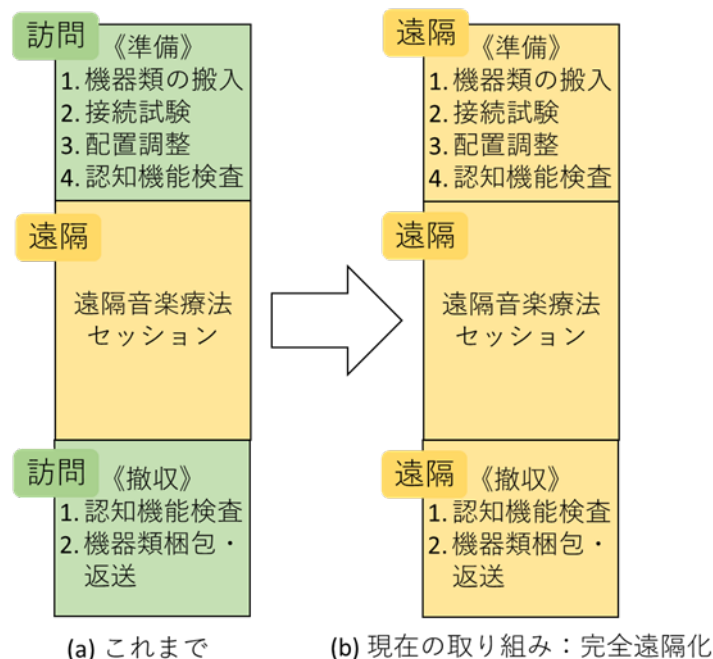 訪問
《準備》
1. 機器類の搬入
2. 接続試験
3. 配置調整
4. 認知機能検査
遠隔
遠隔音楽療法
セッション
訪問
《撤収》
1. 認知機能検査
2. 機器類梱包・
返送
(a) これまで
遠隔
《準備》
1. 機器類の搬入
2. 接続試験
3. 配置調整
4. 認知機能検査
遠隔
遠隔音楽療法
セッション
遠隔
《撤収》
1. 認知機能検査
2. 機器類梱包・
返送
(b) 現在の取り組み：完全遠隔化